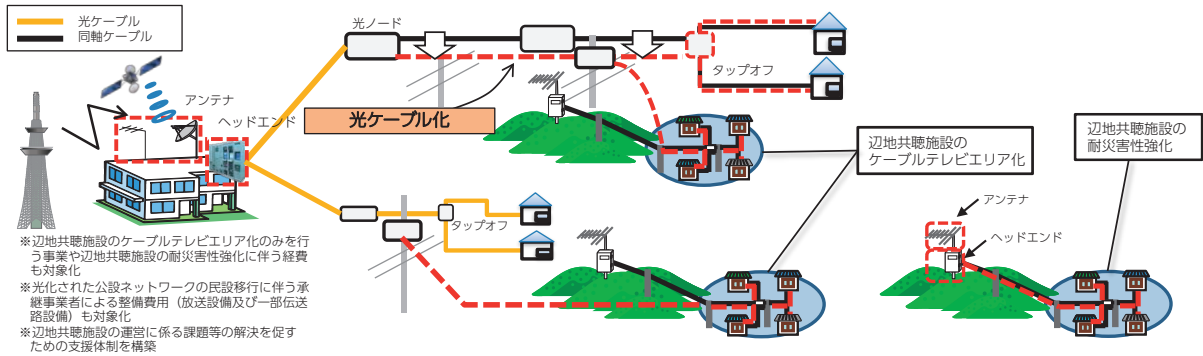 光ケーブル
同軸ケーブル
光ノード
タップオフ
アンテナ
ヘッドエンド
光ケーブル化
辺地共聴施設の
ケーブルテレビエリア化
辺地共聴施設の
耐災害性強化
タップオフ
アンテナ
ヘッドエンド
※辺地共聴施設のケーブルテレビエリア化のみを行
う事業や辺地共聴施設の耐災害性強化に伴う経費
も対象化
※光化された公設ネットワークの民設移行に伴う承
継事業者による整備費用（放送設備及び一部伝送
路設備）も対象化
※辺地共聴施設の運営に係る課題等の解決を促す
ための支援体制を構築